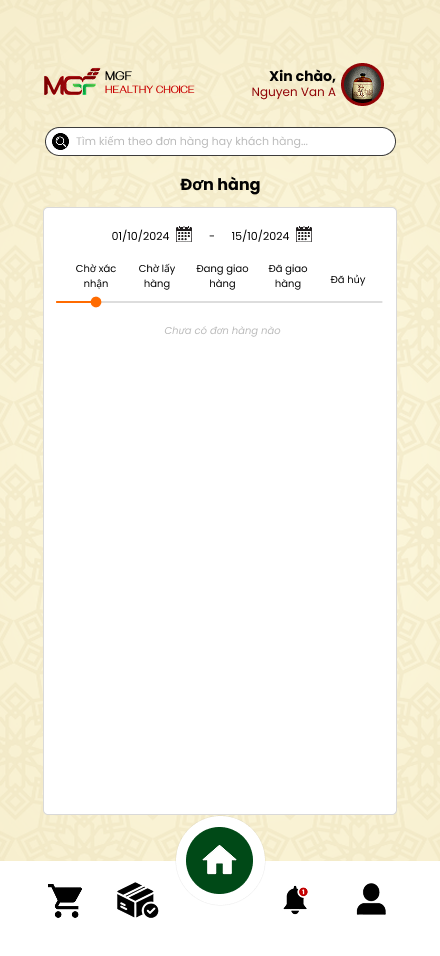 MGF
MGF
HEALTHY CHOICE
Xin chào,
Nguyen Van A
Tìm kiếm theo đơn hàng hay khách hàng...
Đơn hàng
01/10/2024 - 15/10/2024
Chờ xác nhận
Chờ lấy hàng
Đang giao hàng
Đã giao hàng
Đã hủy
Chưa có đơn hàng nào
1